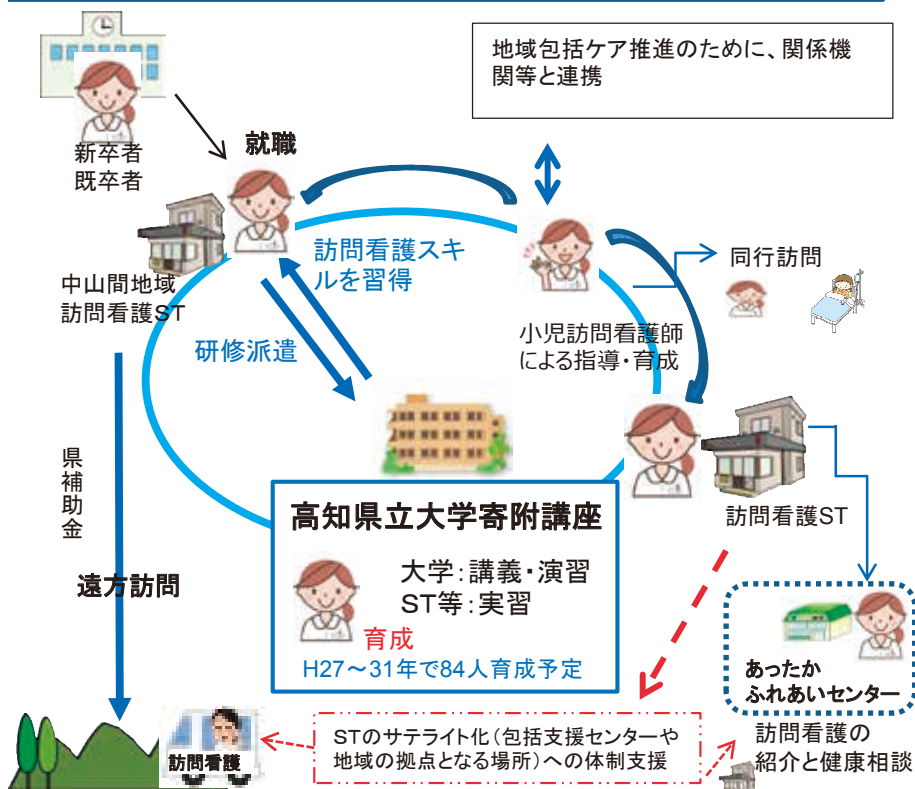 地域包括ケア推進のために、関係機
関等と連携
新卒者
既卒者
就職
中山間地域
訪問看護ST
訪問看護スキ
ルを習得
研修派遣
同行訪問
小児訪問看護師
による指導・育成
訪問看護ST
県補助金
遠方訪問
高知県立大学寄附講座
大学:講義・演習
ST等:実習
育成
H27～31年で84人育成予定
あったか
ふれあいセンター
訪問看護の
紹介と健康相談
STのサテライト化(包括支援センターや
地域の拠点となる場所)への体制支援
訪問看護